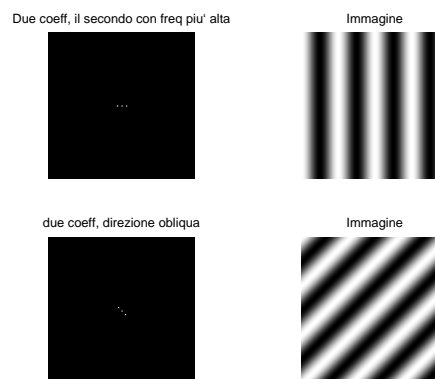 Due coeff, il secondo con freq piu‘ alta
Immagine
due coeff, direzione obliqua
Immagine